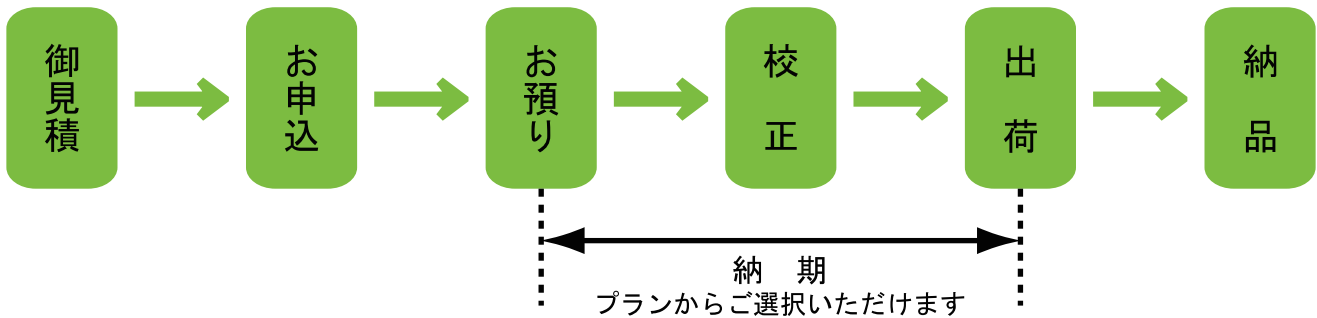 御見積
お申込
お預り
校正
出荷
納品
納期
プランからご選択いただけます